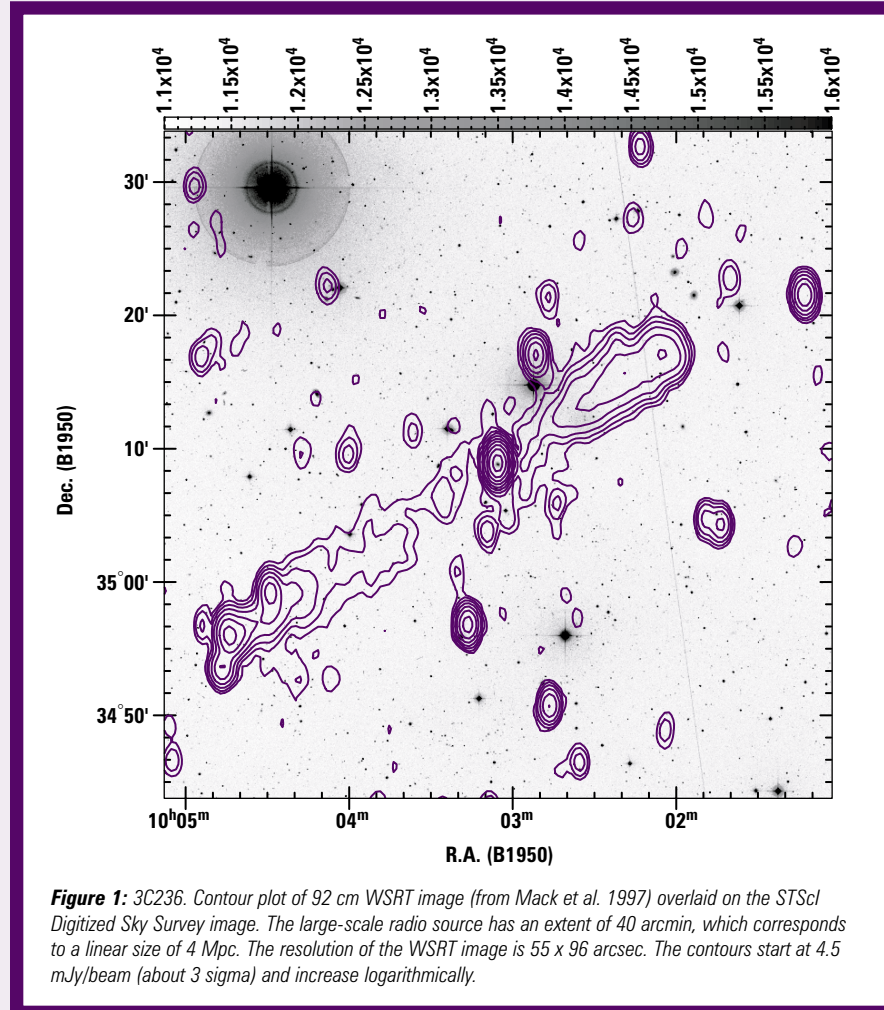 1.1x10⁴ 1.15x10⁴ 1.2x10⁴ 1.25x10⁴ 1.3x10⁴ 1.35x10⁴ 1.4x10⁴ 1.45x10⁴ 1.5x10⁴ 1.55x10⁴ 1.6x10⁴
30'
20'
10'
35° 00'
34° 50'
Dec. (B1950)
10ʰ05ᵐ 04ᵐ 03ᵐ 02ᵐ
R.A. (B1950)
Figure 1: 3C236. Contour plot of 92 cm WSRT image (from Mack et al. 1997) overlaid on the STScI
Digitized Sky Survey image. The large-scale radio source has an extent of 40 arcmin, which corresponds
to a linear size of 4 Mpc. The resolution of the WSRT image is 55 x 96 arcsec. The contours start at 4.5
mJy/beam (about 3 sigma) and increase logarithmically.